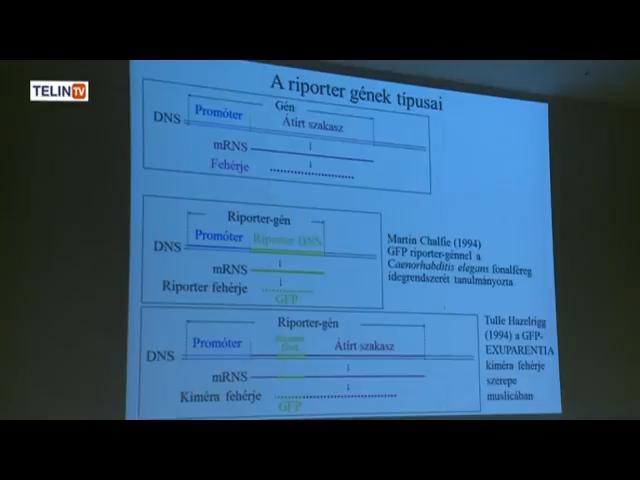 TELIN TV
A riporter gének típusai
Gén
Promóter
Átírt szakasz
DNS
mRNS
Fehérje
Riporter-gén
Promóter
Riporter DNS
DNS
mRNS
Riporter fehérje
GFP
Martin Chalfie (1994)
GFP riporter-génnel a
Caenorhabditis elegans fonalféreg
idegrendszerét tanulmányozta
Riporter-gén
Promóter
Átírt szakasz
DNS
mRNS
Kiméra fehérje
GFP
Tulle Hazelrigg
(1994) a GFP-
EXUPARENTIA
kiméra fehérje
szerepe
muslicában